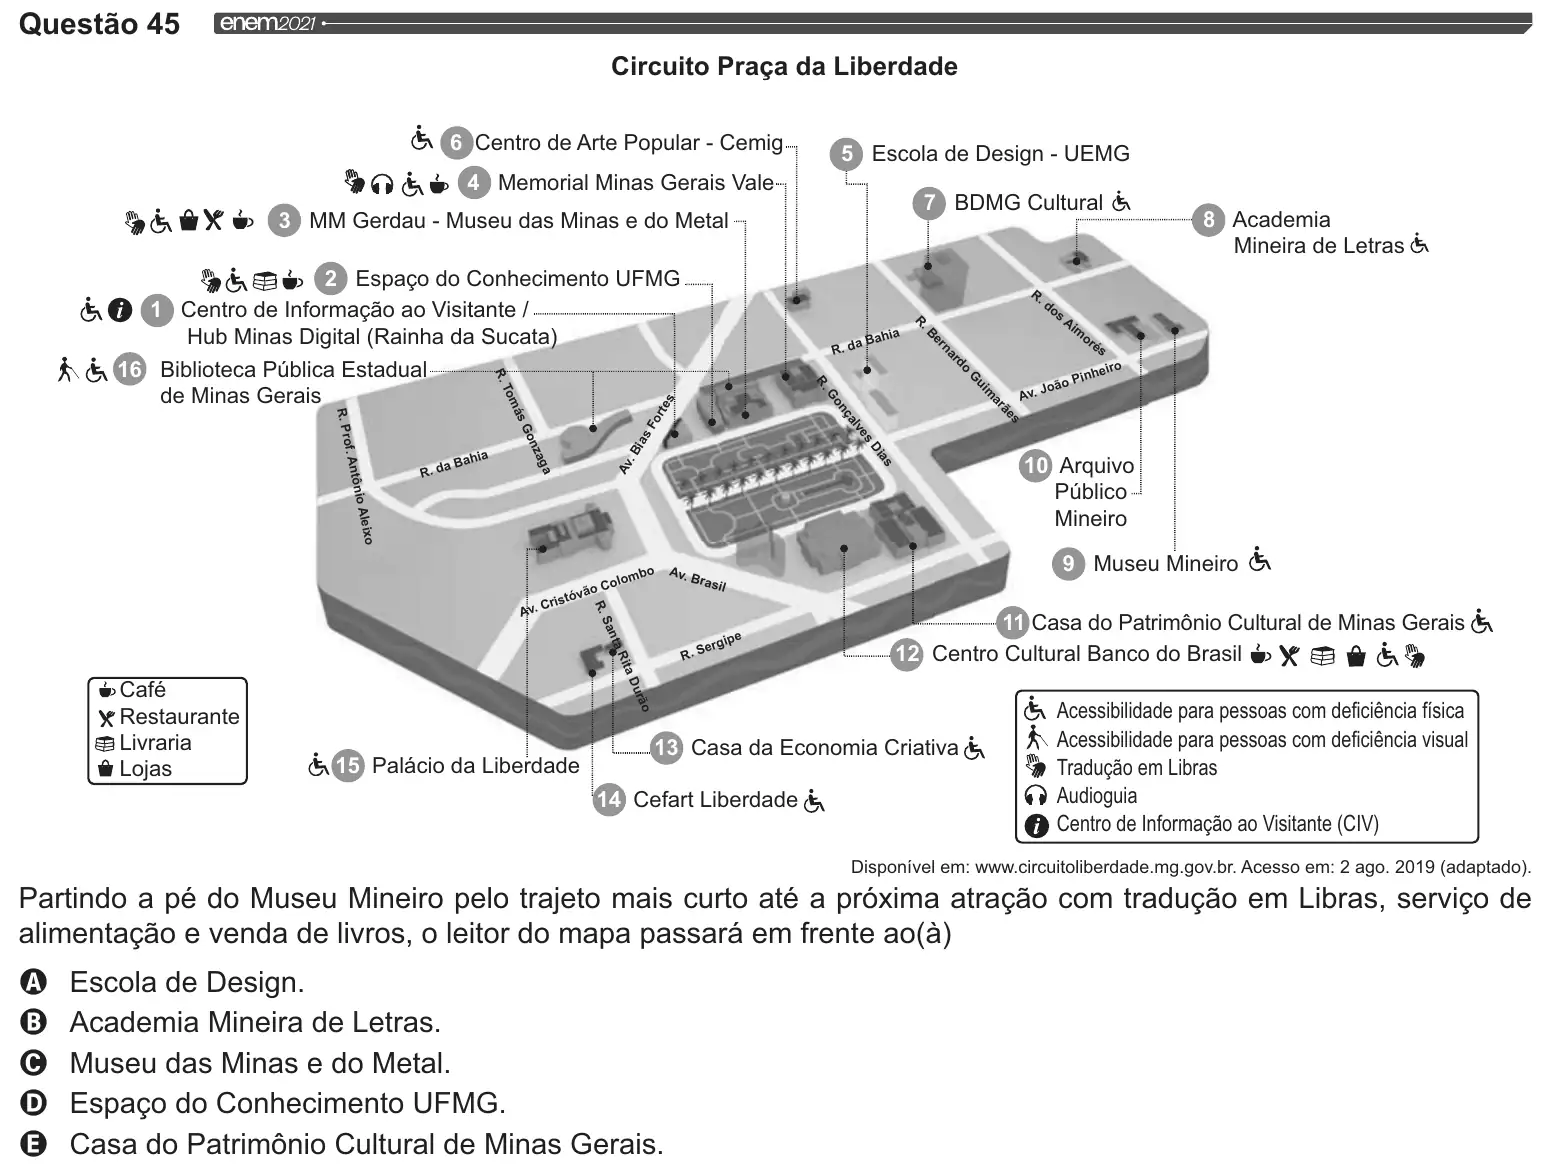 Questão 45 enem2021
Circuito Praça da Liberdade
6 Centro de Arte Popular - Cemig
5 Escola de Design - UEMG
4 Memorial Minas Gerais Vale
7 BDMG Cultural
3 MM Gerdau - Museu das Minas e do Metal
8 Academia
Mineira de Letras
2 Espaço do Conhecimento UFMG
1 Centro de Informação ao Visitante /
Hub Minas Digital (Rainha da Sucata)
16 Biblioteca Pública Estadual
de Minas Gerais
R. dos Aimorés
R. da Bahia
R. Bernardo Guimarães
Av. João Pinheiro
R. Gonçalves Dias
R. Tomás Gonzaga
Av. Bias Fortes
R. Prof. Antônio Aleixo
R. da Bahia
10 Arquivo
Público
Mineiro
9 Museu Mineiro
Av. Cristóvão Colombo
Av. Brasil
R. Santa Rita Durão
R. Sergipe
11 Casa do Patrimônio Cultural de Minas Gerais
12 Centro Cultural Banco do Brasil
Café
Restaurante
Livraria
Lojas
15 Palácio da Liberdade
13 Casa da Economia Criativa
14 Cefart Liberdade
Acessibilidade para pessoas com deficiência física
Acessibilidade para pessoas com deficiência visual
Tradução em Libras
Audioguia
i Centro de Informação ao Visitante (CIV)
Disponível em: www.circuitoliberdade.mg.gov.br. Acesso em: 2 ago. 2019 (adaptado).
Partindo a pé do Museu Mineiro pelo trajeto mais curto até a próxima atração com tradução em Libras, serviço de
alimentação e venda de livros, o leitor do mapa passará em frente ao(à)
A Escola de Design.
B Academia Mineira de Letras.
C Museu das Minas e do Metal.
D Espaço do Conhecimento UFMG.
E Casa do Patrimônio Cultural de Minas Gerais.